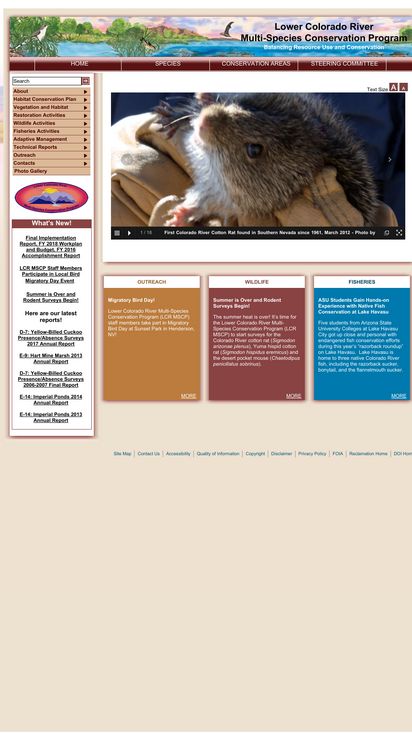 Lower Colorado River
Multi-Species Conservation Program
Balancing Resource Use and Conservation
HOME
SPECIES
CONSERVATION AREAS
STEERING COMMITTEE
Search
Text Size A A
About
Habitat Conservation Plan
Vegetation and Habitat
Restoration Activities
Wildlife Activities
Fisheries Activities
Adaptive Management
Technical Reports
Outreach
Contacts
Photo Gallery
1 / 16
First Colorado River Cotton Rat found in Southern Nevada since 1961, March 2012 - Photo by
What's New!
Final Implementation
Report, FY 2018 Workplan
and Budget, FY 2016
Accomplishment Report
LCR MSCP Staff Members
Participate in Local Bird
Migratory Day Event
Summer is Over and
Rodent Surveys Begin!
Here are our latest
reports!
D-7: Yellow-Billed Cuckoo
Presence/Absence Surveys
2017 Annual Report
E-9: Hart Mine Marsh 2013
Annual Report
D-7: Yellow-Billed Cuckoo
Presence/Absence Surveys
2006-2007 Final Report
E-14: Imperial Ponds 2014
Annual Report
E-14: Imperial Ponds 2013
Annual Report
OUTREACH
Migratory Bird Day!
Lower Colorado River Multi-Species
Conservation Program (LCR MSCP)
staff members take part in Migratory
Bird Day at Sunset Park in Henderson,
NV!
MORE
WILDLIFE
Summer is Over and Rodent
Surveys Begin!
The summer heat is over! It's time for
the Lower Colorado River Multi-
Species Conservation Program (LCR
MSCP) to start surveys for the
Colorado River cotton rat (Sigmodon
arizonae plenus), Yuma hispid cotton
rat (Sigmodon hispidus eremicus) and
the desert pocket mouse (Chaetodipus
penicillatus sobrinus).
MORE
FISHERIES
ASU Students Gain Hands-on
Experience with Native Fish
Conservation at Lake Havasu
Five students from Arizona State
University Colleges at Lake Havasu
City got up close and personal with
endangered fish conservation efforts
during this year's "razorback roundup"
on Lake Havasu. Lake Havasu is
home to three native Colorado River
fish, including the razorback sucker,
bonytail, and the flannelmouth sucker.
MORE
Site Map | Contact Us | Accessibility | Quality of Information | Copyright | Disclaimer | Privacy Policy | FOIA | Reclamation Home | DOI Hom